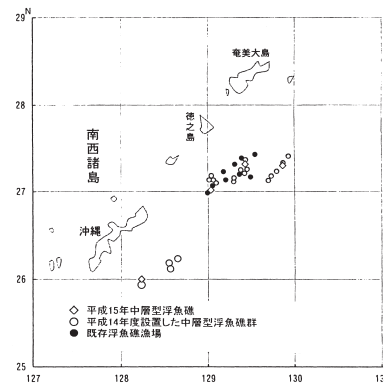 29
N
奄美大島
28
徳之島
南西諸島
27
沖縄
26
◇ 平成15年中層型浮魚礁
○ 平成14年度設置した中層型浮魚礁群
● 既存浮魚礁漁場
25
127
128
129
130
13